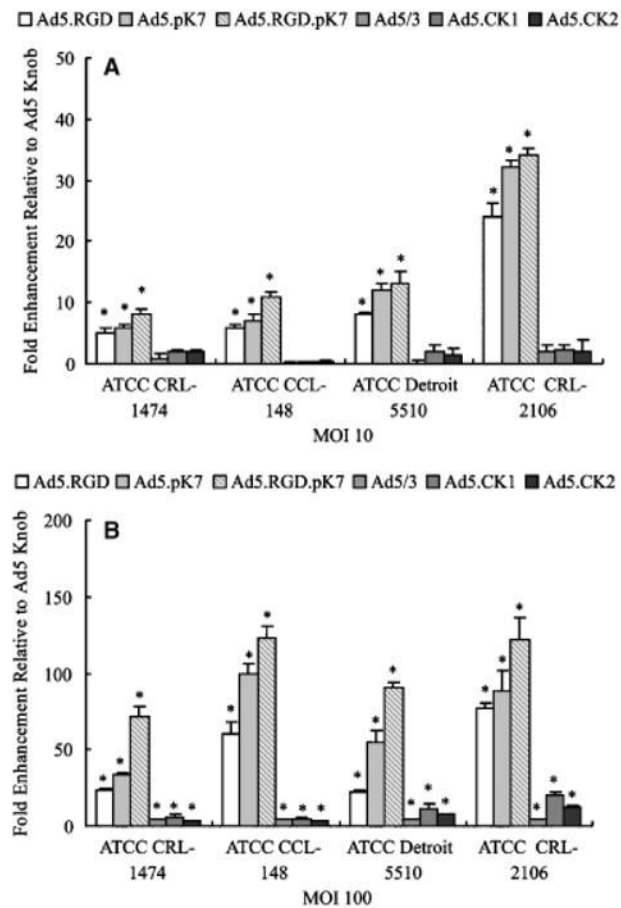 Ad5.RGD Ad5.pK7 Ad5.RGD.pK7 Ad5/3 Ad5.CK1 Ad5.CK2
A
Fold Enhancement Relative to Ad5 Knob
50
40
30
20
10
0
* * * * * * * * * * * *
ATCC CRL- ATCC CCL- ATCC Detroit ATCC CRL-
1474 148 5510 2106
MOI 10
Ad5.RGD Ad5.pK7 Ad5.RGD.pK7 Ad5/3 Ad5.CK1 Ad5.CK2
B
Fold Enhancement Relative to Ad5 Knob
200
150
100
50
0
* * * * * * * * * * * * * * * * * * * * * * * *
ATCC CRL- ATCC CCL- ATCC Detroit ATCC CRL-
1474 148 5510 2106
MOI 100